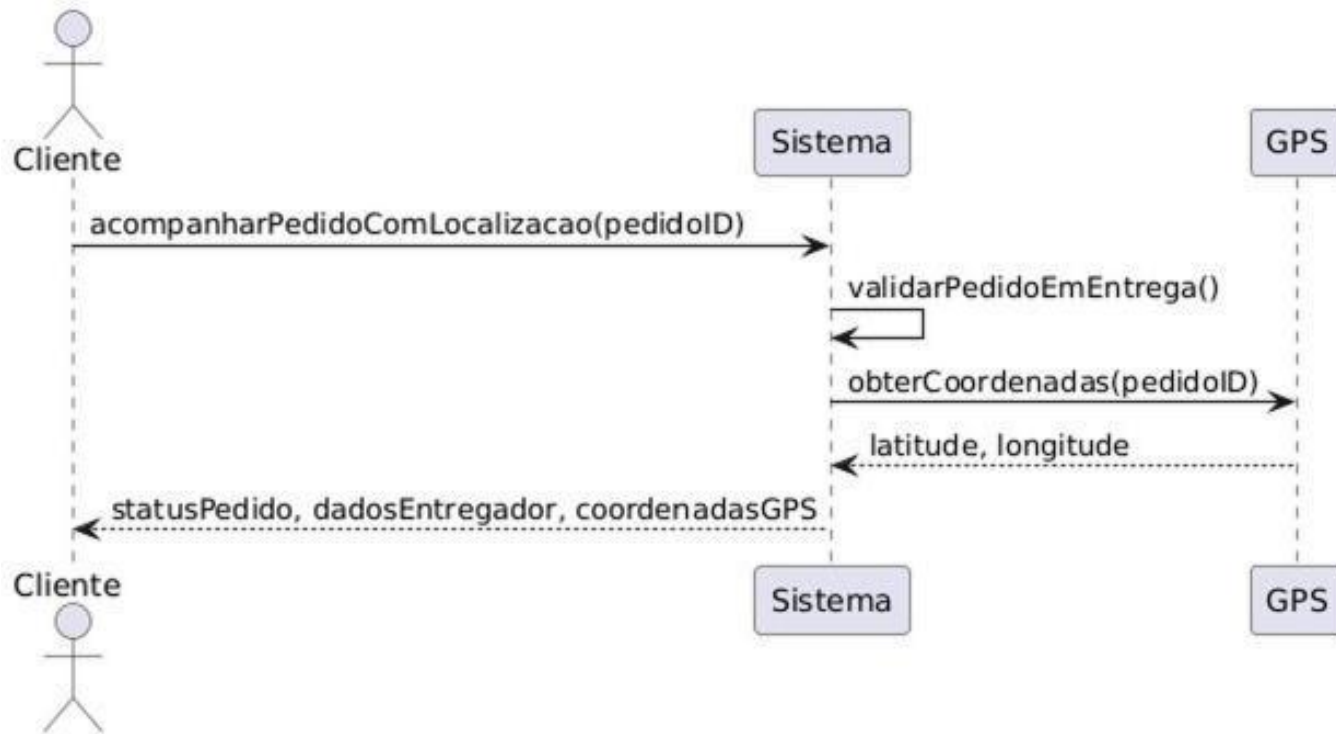 Cliente
Sistema
GPS
acompanharPedidoComLocalizacao(pedidoID)
validarPedidoEmEntrega()
obterCoordenadas(pedidoID)
latitude, longitude
statusPedido, dadosEntregador, coordenadasGPS
Cliente
Sistema
GPS